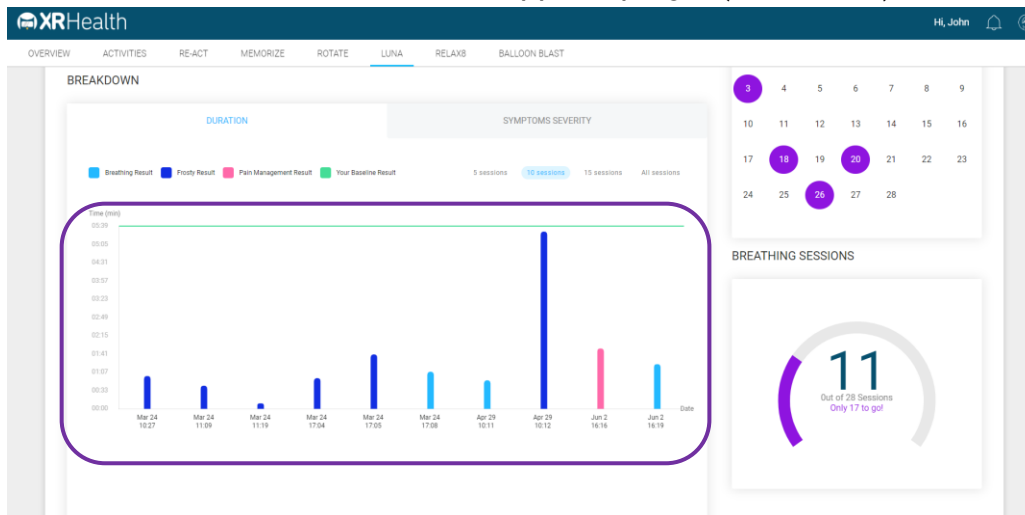 XRHealth
Hi, John
OVERVIEW ACTIVITIES RE-ACT MEMORIZE ROTATE LUNA RELAX8 BALLOON BLAST
BREAKDOWN
DURATION SYMPTOMS SEVERITY
Breathing Result Frosty Result Pain Management Result Your Baseline Result 5 sessions 10 sessions 15 sessions All sessions
Time (min)
05:39
05:05
04:31
03:57
03:23
02:49
02:15
01:41
01:07
00:33
00:00
Mar 24 Mar 24 Mar 24 Mar 24 Mar 24 Mar 24 Apr 29 Apr 29 Jun 2 Jun 2 Date
10:27 11:09 11:19 17:04 17:05 17:08 10:11 10:12 16:16 16:19
3 4 5 6 7 8 9
10 11 12 13 14 15 16
17 18 19 20 21 22 23
24 25 26 27 28
BREATHING SESSIONS
11
Out of 28 Sessions
Only 17 to go!